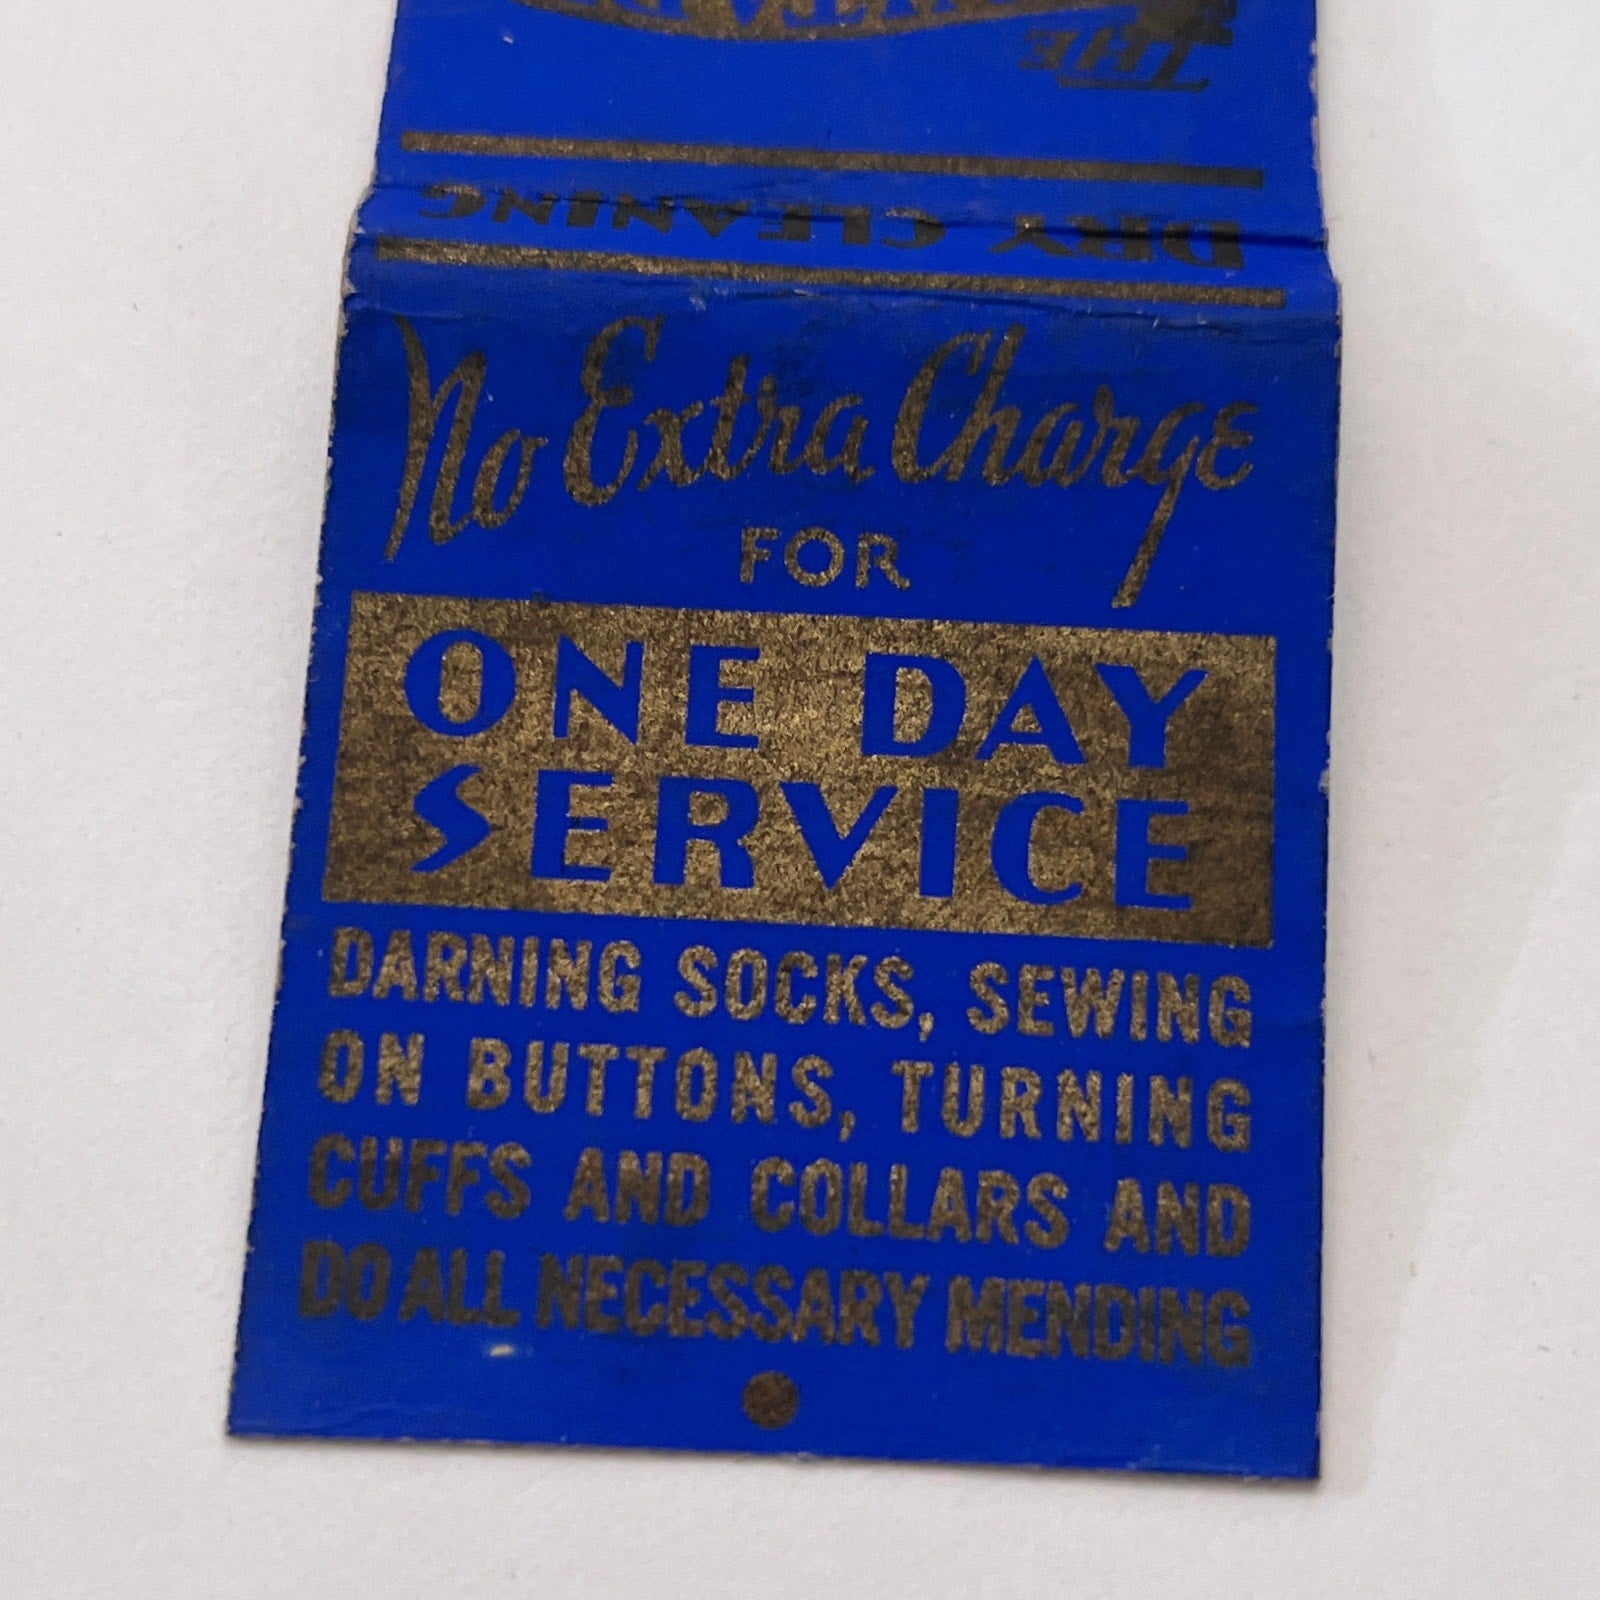 THE
DRY CLEANING
No Extra Charge
FOR
ONE DAY
SERVICE
DARNING SOCKS, SEWING
ON BUTTONS, TURNING
CUFFS AND COLLARS AND
DO ALL NECESSARY MENDING